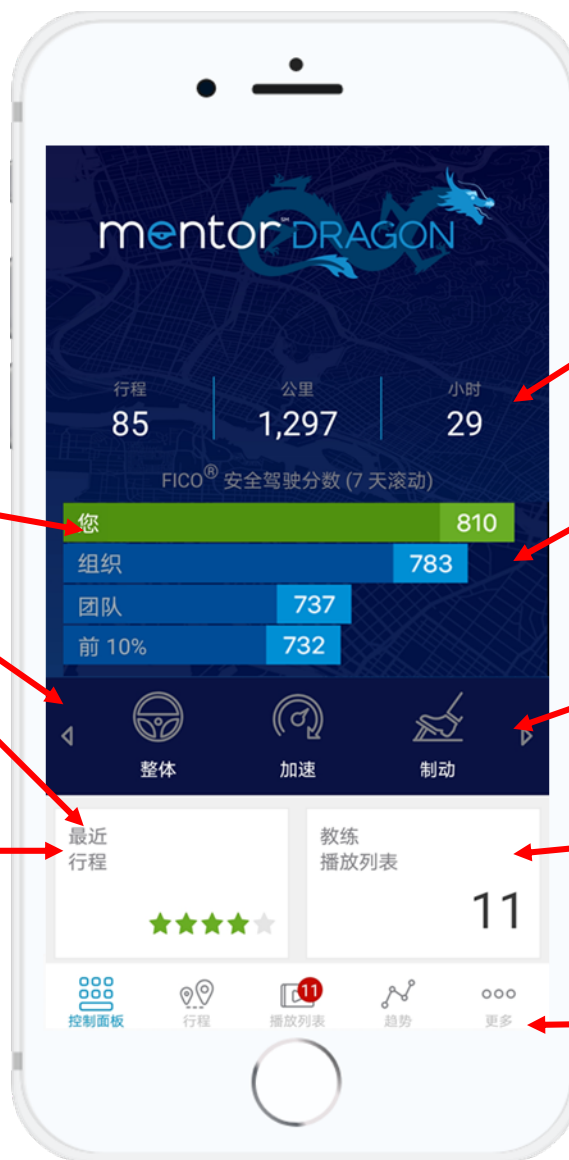 mentor℠ DRAGON
行程 公里 小时
85 1,297 29
FICO® 安全驾驶分数 (7 天滚动)
您 810
组织 783
团队 737
前 10% 732
整体 加速 制动
最近
行程
教练
播放列表
11
11
控制面板 行程 播放列表 趋势 更多